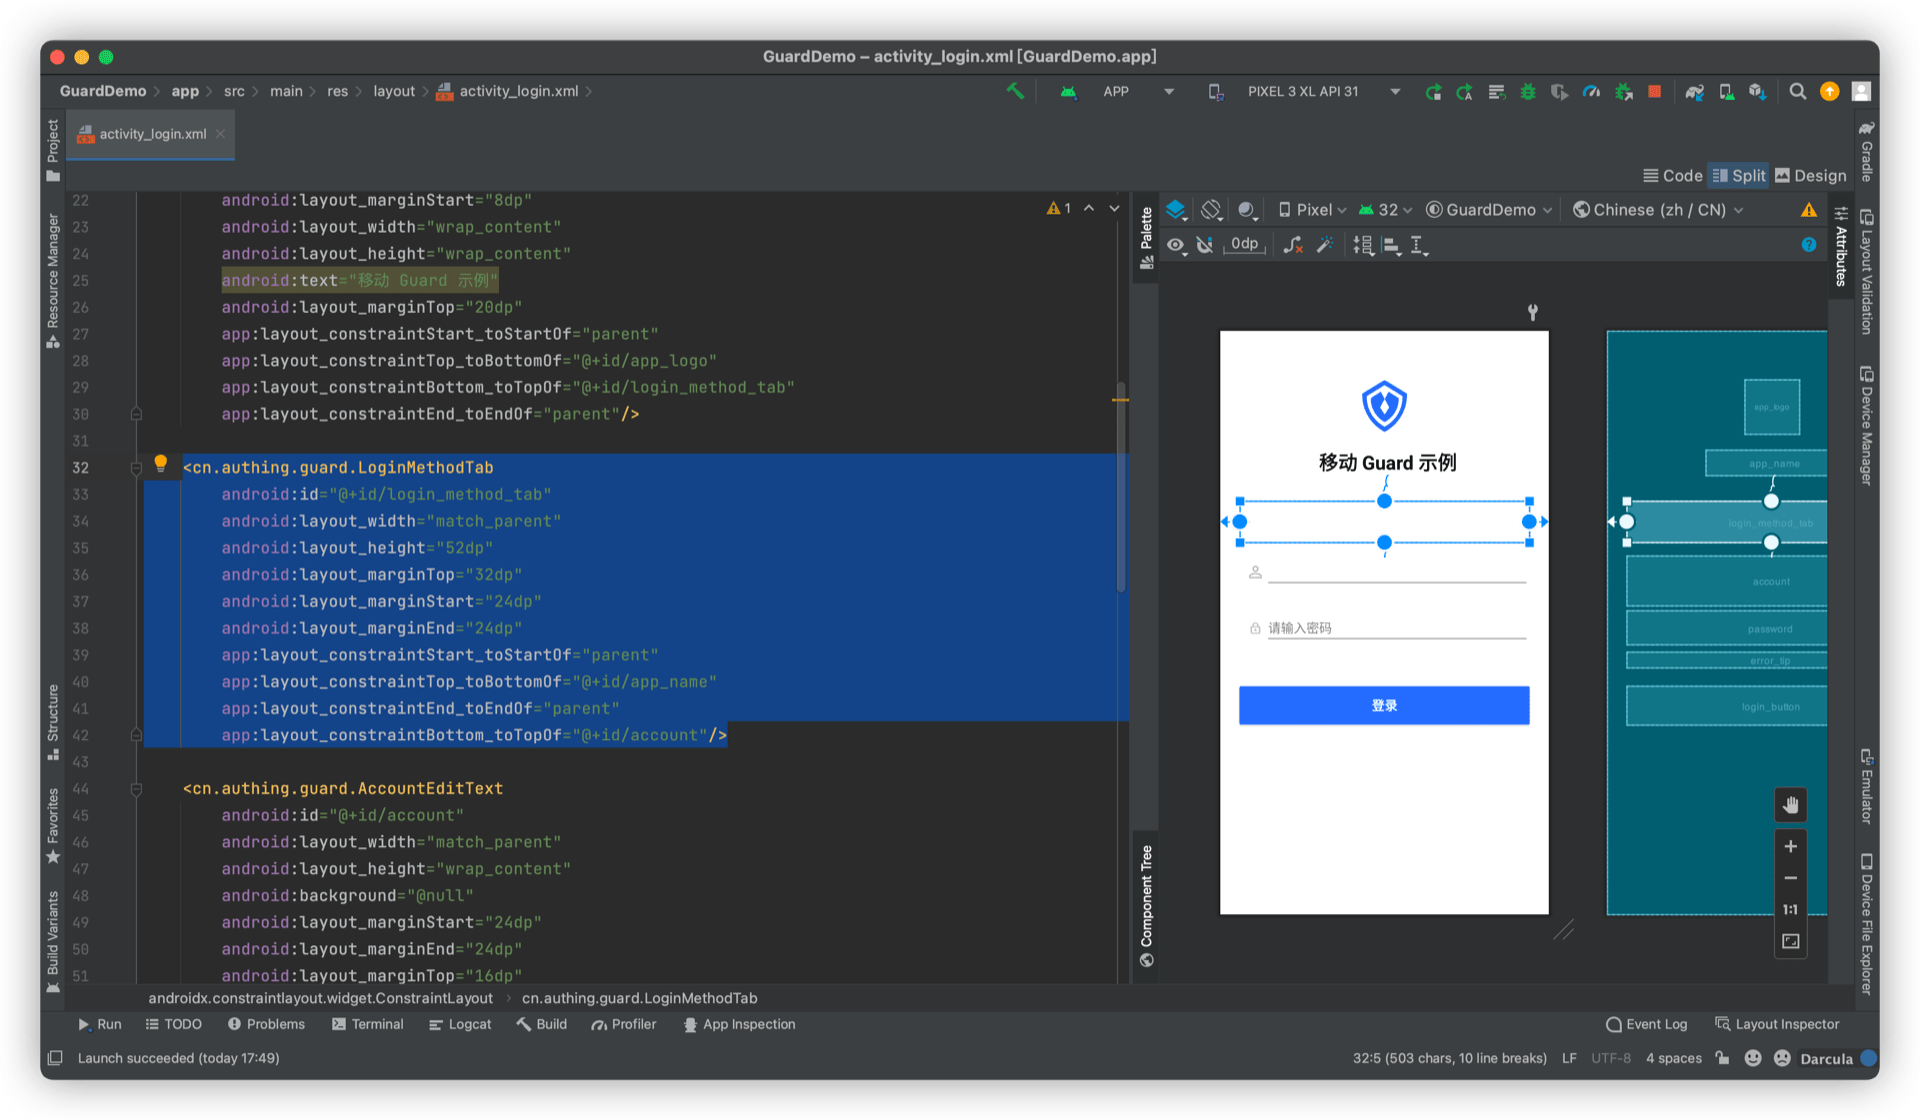 GuardDemo – activity_login.xml [GuardDemo.app]
GuardDemo app src main res layout activity_login.xml
APP PIXEL 3 XL API 31
activity_login.xml
Code Split Design
Project
Resource Manager
Structure
Favorites
Build Variants
22 android:layout_marginStart="8dp"
23 android:layout_width="wrap_content"
24 android:layout_height="wrap_content"
25 android:text="移动 Guard 示例"
26 android:layout_marginTop="20dp"
27 app:layout_constraintStart_toStartOf="parent"
28 app:layout_constraintTop_toBottomOf="@+id/app_logo"
29 app:layout_constraintBottom_toTopOf="@+id/login_method_tab"
30 app:layout_constraintEnd_toEndOf="parent"/>
31
32 <cn.authing.guard.LoginMethodTab
33 android:id="@+id/login_method_tab"
34 android:layout_width="match_parent"
35 android:layout_height="52dp"
36 android:layout_marginTop="32dp"
37 android:layout_marginStart="24dp"
38 android:layout_marginEnd="24dp"
39 app:layout_constraintStart_toStartOf="parent"
40 app:layout_constraintTop_toBottomOf="@+id/app_name"
41 app:layout_constraintEnd_toEndOf="parent"
42 app:layout_constraintBottom_toTopOf="@+id/account"/>
43
44 <cn.authing.guard.AccountEditText
45 android:id="@+id/account"
46 android:layout_width="match_parent"
47 android:layout_height="wrap_content"
48 android:background="@null"
49 android:layout_marginStart="24dp"
50 android:layout_marginEnd="24dp"
51 android:layout_marginTop="16dp"
1
Palette
Component Tree
Pixel 32 GuardDemo Chinese (zh / CN)
0dp
移动 Guard 示例
请输入密码
登录
app_logo
app_name
login_method_tab
account
password
error_tip
login_button
1:1
Attributes
Gradle
Layout Validation
Device Manager
Emulator
Device File Explorer
androidx.constraintlayout.widget.ConstraintLayout cn.authing.guard.LoginMethodTab
Run TODO Problems Terminal Logcat Build Profiler App Inspection Event Log Layout Inspector
Launch succeeded (today 17:49) 32:5 (503 chars, 10 line breaks) LF UTF-8 4 spaces Darcula